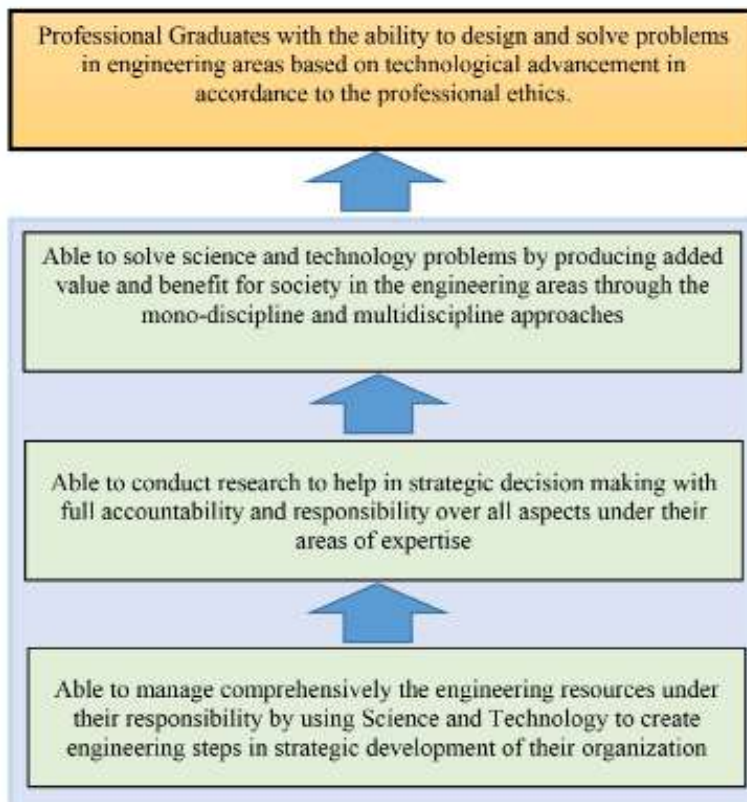 Professional Graduates with the ability to design and solve problems
in engineering areas based on technological advancement in
accordance to the professional ethics.
Able to solve science and technology problems by producing added
value and benefit for society in the engineering areas through the
mono-discipline and multidiscipline approaches
Able to conduct research to help in strategic decision making with
full accountability and responsibility over all aspects under their
areas of expertise
Able to manage comprehensively the engineering resources under
their responsibility by using Science and Technology to create
engineering steps in strategic development of their organization